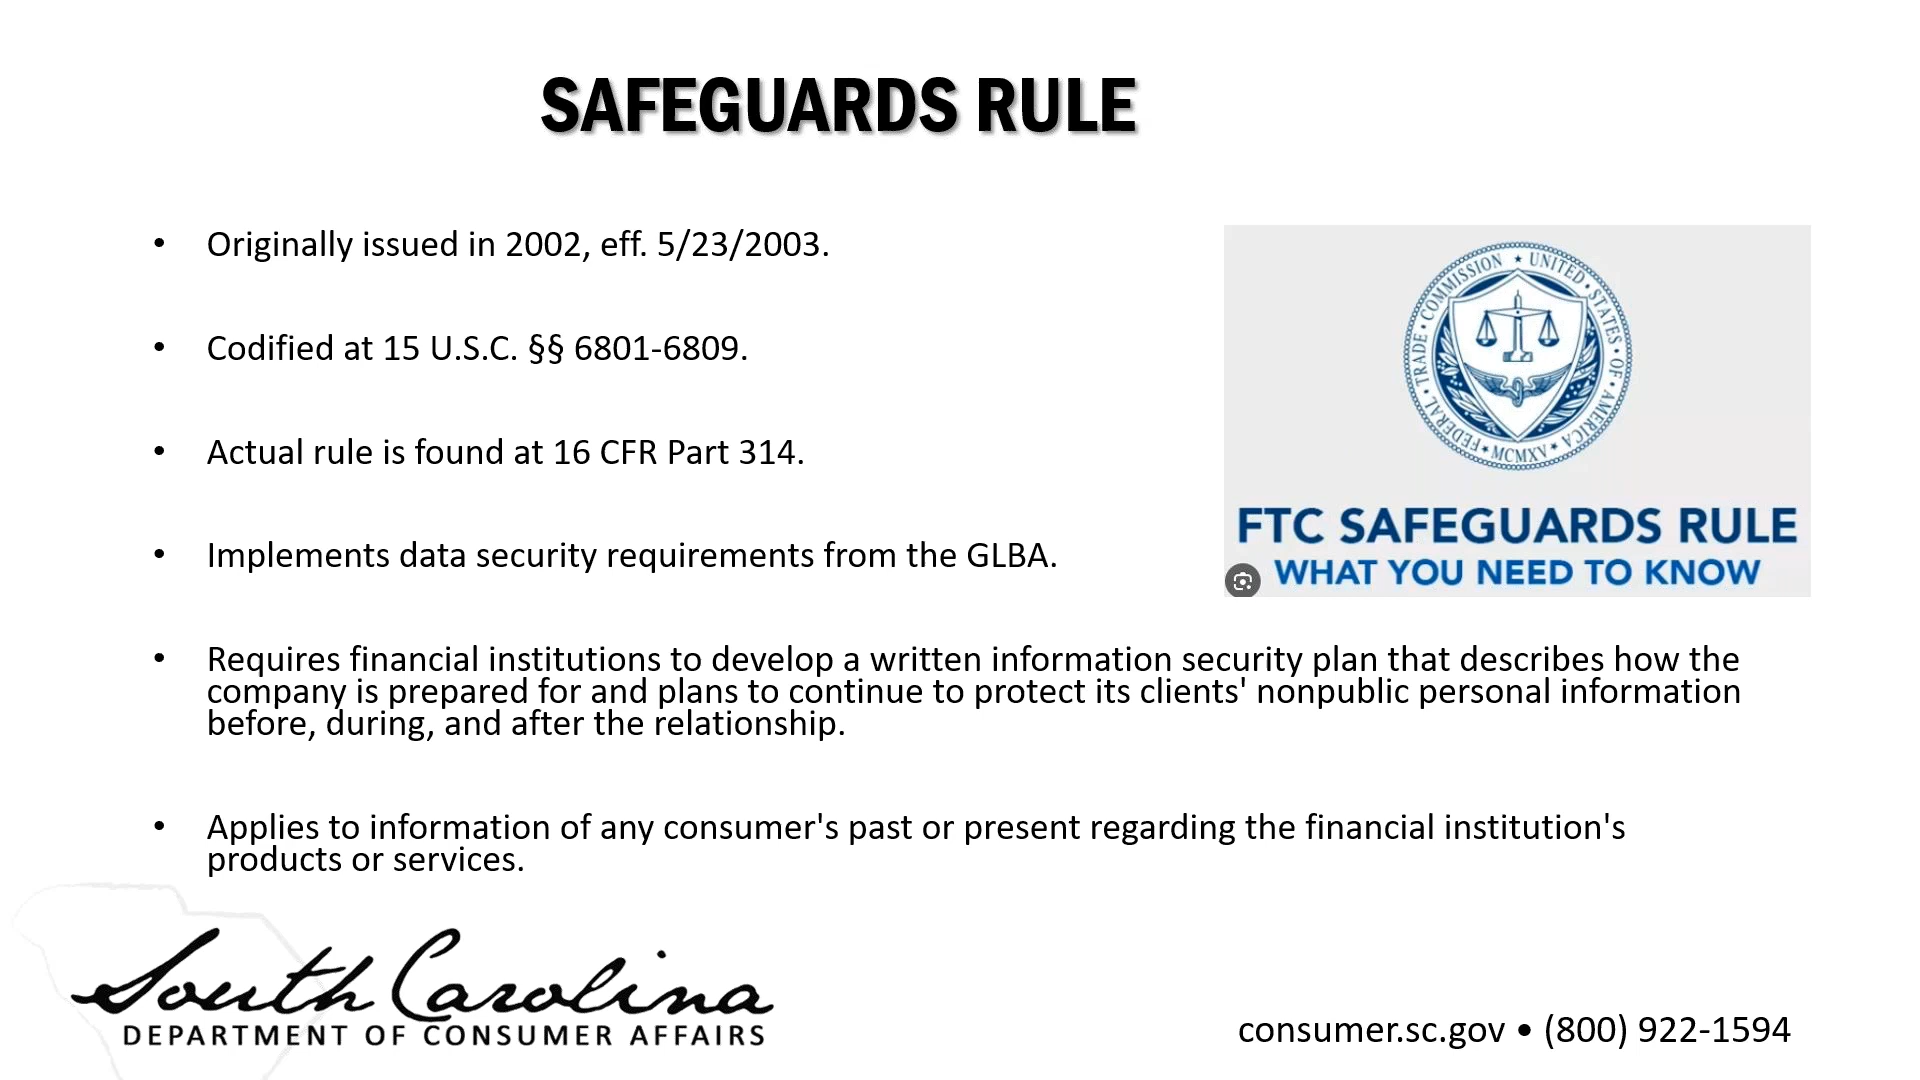 SAFEGUARDS RULE
• Originally issued in 2002, eff. 5/23/2003.
• Codified at 15 U.S.C. §§ 6801-6809.
• Actual rule is found at 16 CFR Part 314.
• Implements data security requirements from the GLBA.
FEDERAL • TRADE • COMMISSION ★ UNITED • STATES • OF • AMERICA ★ MCMXV ★
FTC SAFEGUARDS RULE
WHAT YOU NEED TO KNOW
• Requires financial institutions to develop a written information security plan that describes how the
company is prepared for and plans to continue to protect its clients' nonpublic personal information
before, during, and after the relationship.
• Applies to information of any consumer's past or present regarding the financial institution's
products or services.
South Carolina
DEPARTMENT OF CONSUMER AFFAIRS
consumer.sc.gov • (800) 922-1594